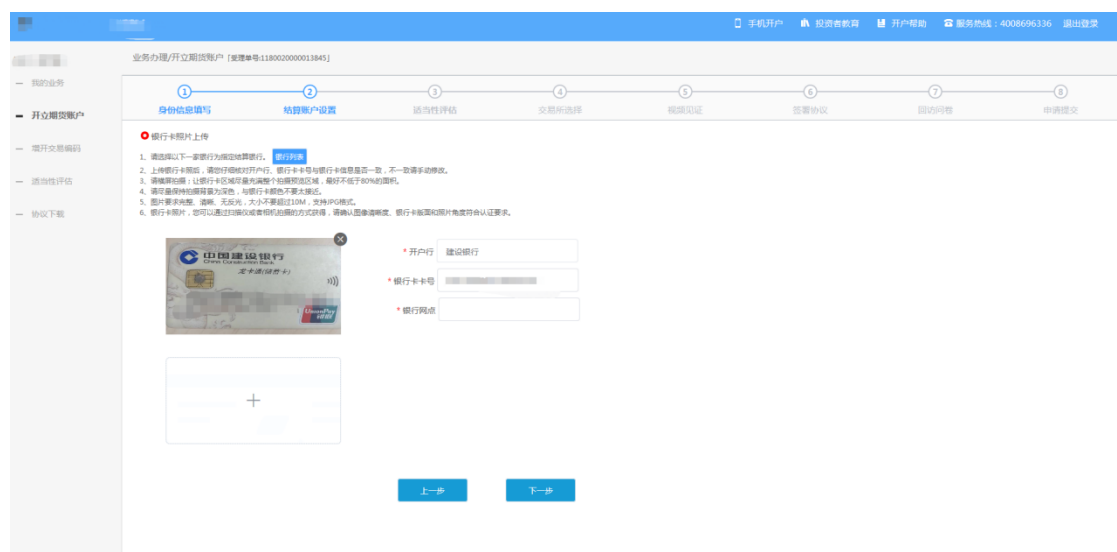 手机开户 投资者教育 开户帮助 服务热线：4008696336 退出登录
业务办理/开立期货账户 [受理单号:1180020000013845]
我的业务
开立期货账户
增开交易编码
适当性评估
协议下载
1 2 3 4 5 6 7 8
身份信息填写 结算账户设置 适当性评估 交易所选择 视频见证 签署协议 回访问卷 申请提交
银行卡照片上传
1、请选择以下一家银行为指定结算银行。 银行列表
2、上传银行卡照后，请您仔细核对开户行、银行卡卡号与银行卡信息是否一致，不一致请手动修改。
3、请横屏拍摄；让银行卡区域尽量充满整个拍摄预览区域，最好不低于80%的面积。
4、请尽量保持拍摄背景为深色，与银行卡颜色不要太接近。
5、图片要求完整、清晰、无反光，大小不要超过10M，支持JPG格式。
6、银行卡照片，您可以通过扫描仪或者相机拍摄的方式获得，请确认图像清晰度、银行卡版面和照片角度符合认证要求。
中国建设银行
China Construction Bank
龙卡通(储蓄卡)
UnionPay
银联
* 开户行 建设银行
* 银行卡卡号
* 银行网点
上一步 下一步